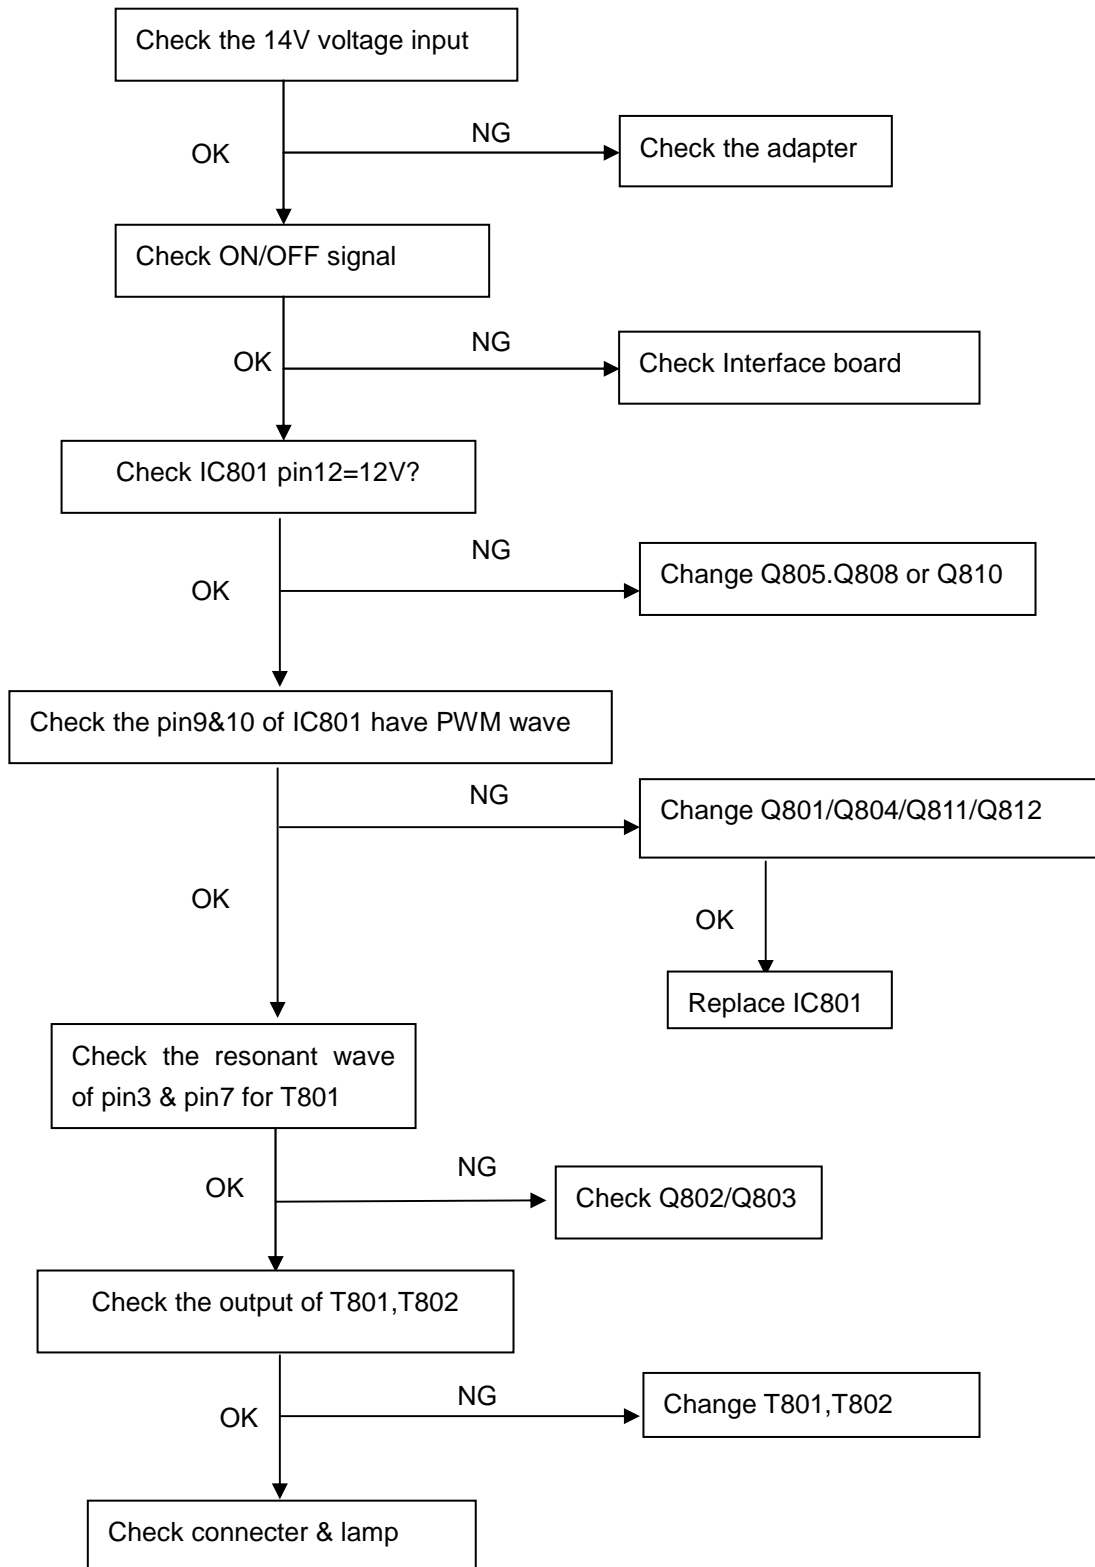 Check the 14V voltage input
NG
OK
Check the adapter
Check ON/OFF signal
NG
OK
Check Interface board
Check IC801 pin12=12V?
NG
OK
Change Q805.Q808 or Q810
Check the pin9&10 of IC801 have PWM wave
NG
Change Q801/Q804/Q811/Q812
OK
OK
Replace IC801
Check the resonant wave
of pin3 & pin7 for T801
NG
OK
Check Q802/Q803
Check the output of T801,T802
NG
OK
Change T801,T802
Check connecter & lamp